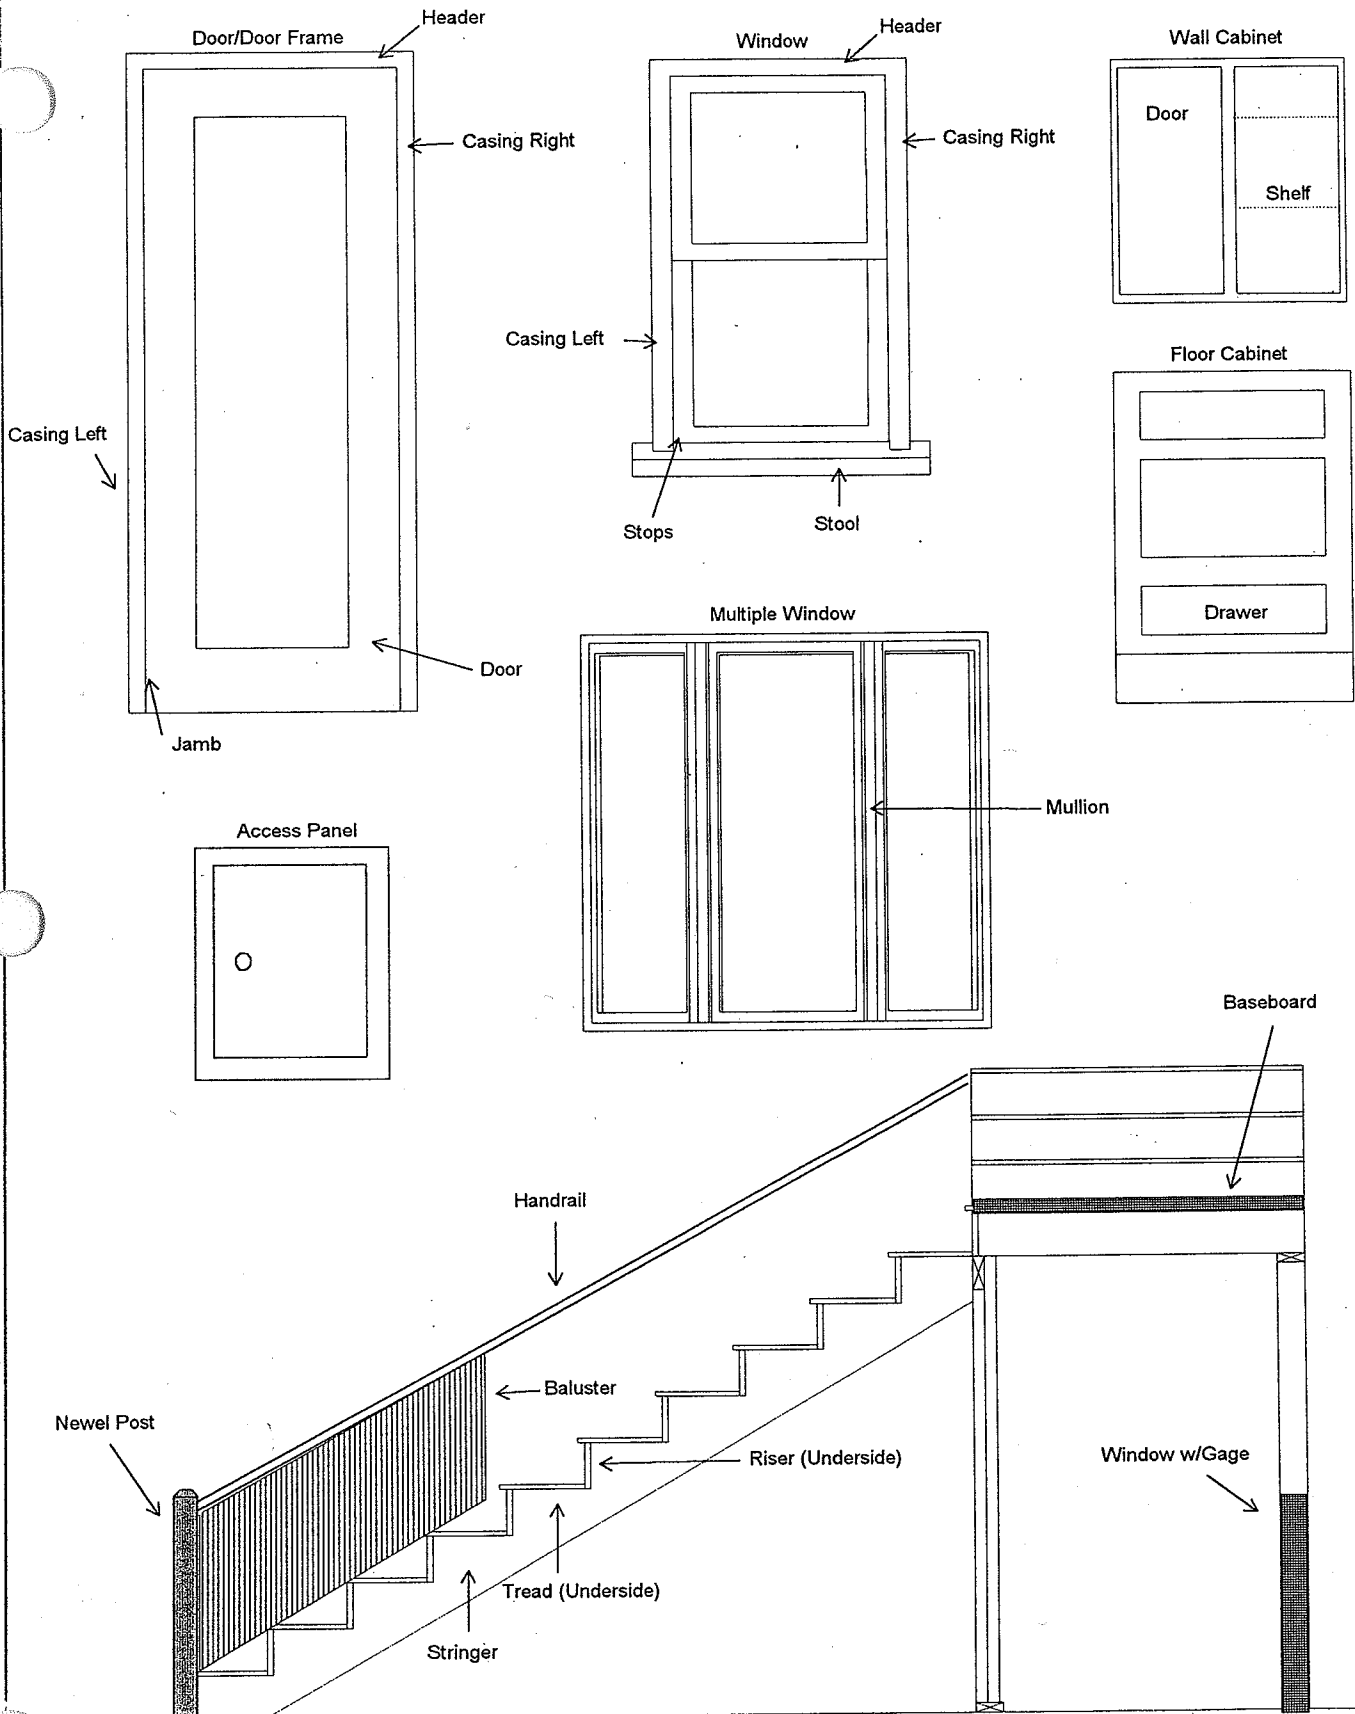 Door/Door Frame
Header
Casing Right
Casing Left
Door
Jamb
Window
Header
Casing Right
Casing Left
Stops
Stool
Wall Cabinet
Door
Shelf
Floor Cabinet
Drawer
Multiple Window
Mullion
Access Panel
Baseboard
Handrail
Baluster
Newel Post
Riser (Underside)
Window w/Gage
Tread (Underside)
Stringer